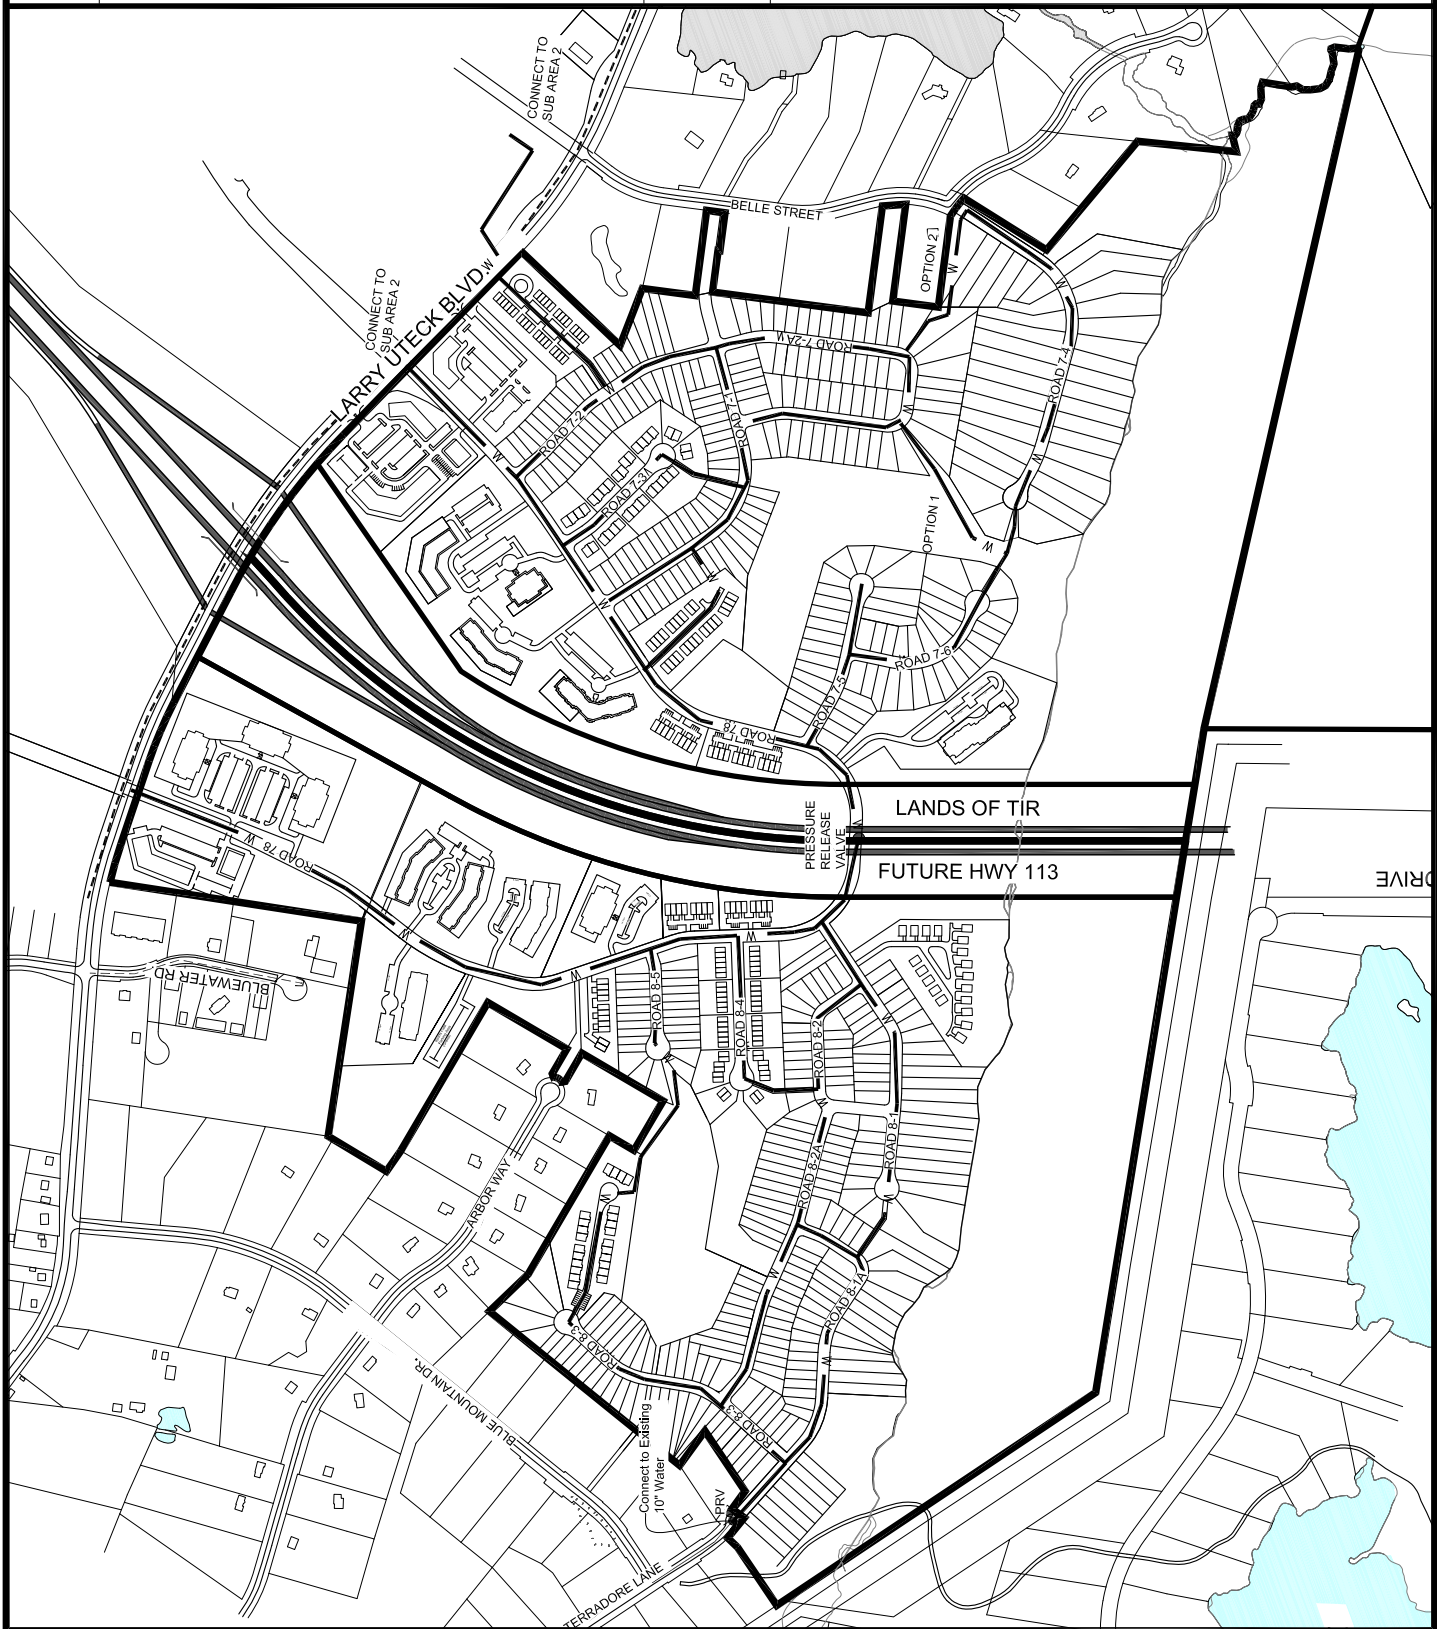 CONNECT TO
SUB AREA 2
BELLE STREET
OPTION 2
W
CONNECT TO
SUB AREA 2
LARRY UTECK BLVD.
W
W
ROAD 7-2A
W
ROAD 7-4
W
ROAD 7-2
ROAD 7-1
W
W
ROAD 7-3
W
OPTION 1
W
W
W
ROAD 7-6
ROAD 7-5
ROAD 78
LANDS OF TIR
PRESSURE
RELEASE
VALVE
W
FUTURE HWY 113
DRIVE
ROAD 78
W
W
W
W
BLUEWATER RD
ROAD 8-5
ROAD 8-4
ROAD 8-2
W
W
W
ROAD 8-1
ROAD 8-2A
ARBOR WAY
W
W
W
ROAD 8-1A
ROAD 8-3
W
BLUE MOUNTAIN DR.
ROAD 8-3
Connect to Existing
10" Water
PRV
TERRADORE LANE